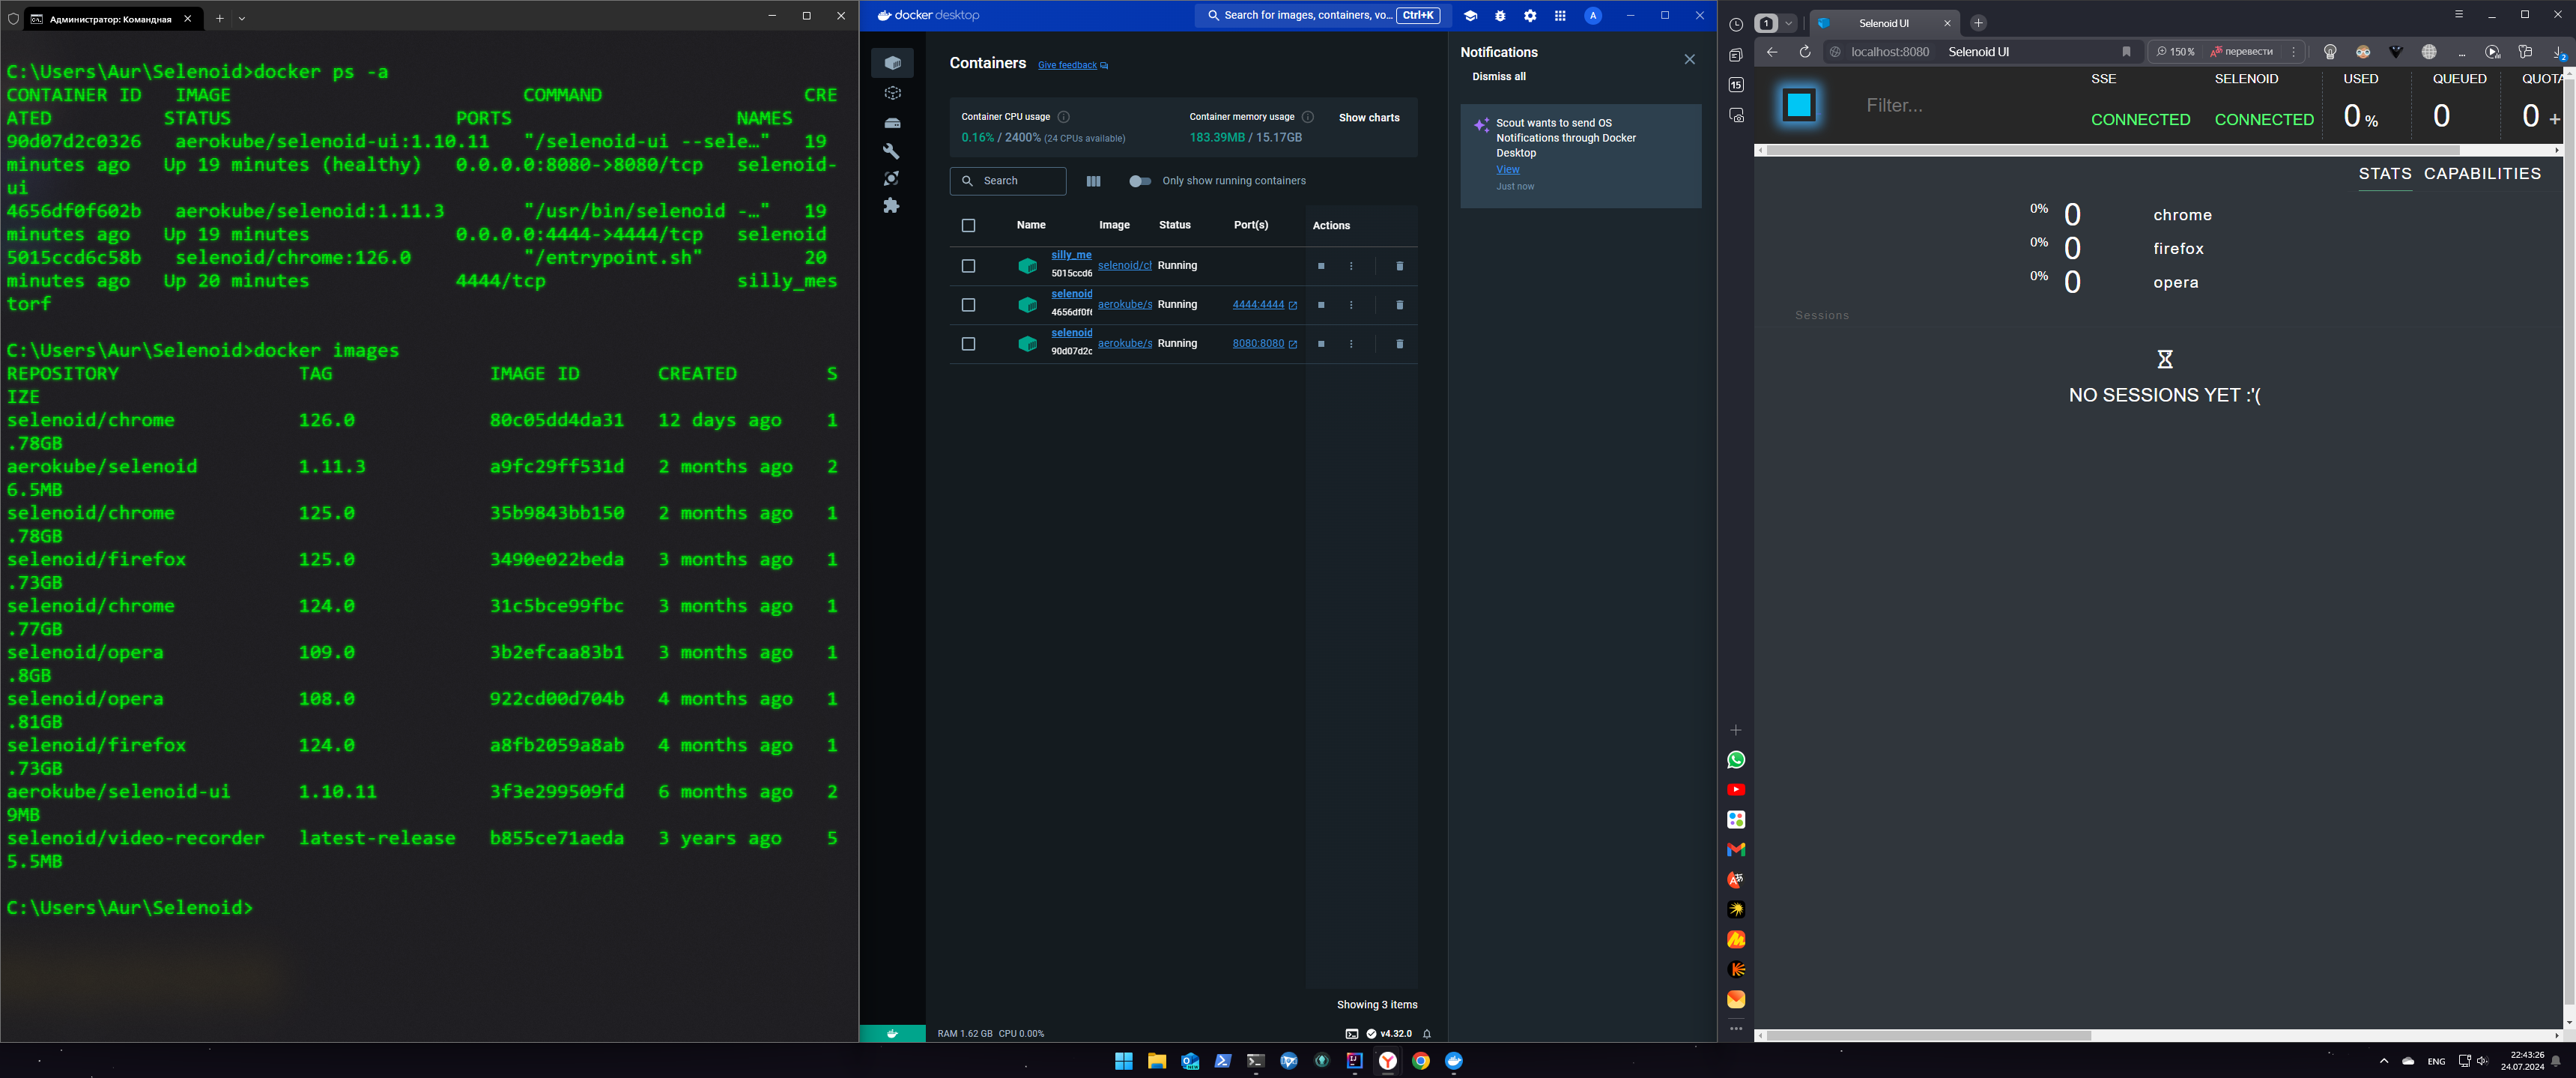 Администратор: Командная
C:\Users\Aur\Selenoid>docker ps -a
CONTAINER ID   IMAGE                          COMMAND                  CRE
ATED         STATUS                    PORTS                    NAMES
90d07d2c0326   aerokube/selenoid-ui:1.10.11   "/selenoid-ui --sele…"   19
minutes ago   Up 19 minutes (healthy)   0.0.0.0:8080->8080/tcp   selenoid-
ui
4656df0f602b   aerokube/selenoid:1.11.3       "/usr/bin/selenoid -…"   19
minutes ago   Up 19 minutes             0.0.0.0:4444->4444/tcp   selenoid
5015ccd6c58b   selenoid/chrome:126.0          "/entrypoint.sh"         20
minutes ago   Up 20 minutes             4444/tcp                 silly_mes
torf
C:\Users\Aur\Selenoid>docker images
REPOSITORY                TAG              IMAGE ID       CREATED        S
IZE
selenoid/chrome           126.0            80c05dd4da31   12 days ago    1
.78GB
aerokube/selenoid         1.11.3           a9fc29ff531d   2 months ago   2
6.5MB
selenoid/chrome           125.0            35b9843bb150   2 months ago   1
.78GB
selenoid/firefox          125.0            3490e022beda   3 months ago   1
.73GB
selenoid/chrome           124.0            31c5bce99fbc   3 months ago   1
.77GB
selenoid/opera            109.0            3b2efcaa83b1   3 months ago   1
.8GB
selenoid/opera            108.0            922cd00d704b   4 months ago   1
.81GB
selenoid/firefox          124.0            a8fb2059a8ab   4 months ago   1
.73GB
aerokube/selenoid-ui      1.10.11          3f3e299509fd   6 months ago   2
9MB
selenoid/video-recorder   latest-release   b855ce71aeda   3 years ago    5
5.5MB
C:\Users\Aur\Selenoid>
docker desktop
Search for images, containers, vo... Ctrl+K
A
Containers Give feedback
Container CPU usage
0.16% / 2400% (24 CPUs available)
Container memory usage
183.39MB / 15.17GB
Show charts
Search
Only show running containers
Name Image Status Port(s) Actions
silly_me
5015ccd6 selenoid/cl Running
selenoid
4656df0f6 aerokube/s Running 4444:4444
selenoid
90d07d2c aerokube/s Running 8080:8080
Showing 3 items
RAM 1.62 GB CPU 0.00%
v4.32.0
Notifications
Dismiss all
Scout wants to send OS
Notifications through Docker
Desktop
View
Just now
1
Selenoid UI
localhost:8080 Selenoid UI
150 %
перевести
15
2
Filter...
SSE
CONNECTED
SELENOID
CONNECTED
USED
0 %
QUEUED
0
QUOTA
0 +
STATS CAPABILITIES
0% 0 chrome
0% 0 firefox
0% 0 opera
Sessions
NO SESSIONS YET :'(
ENG
22:43:26
24.07.2024